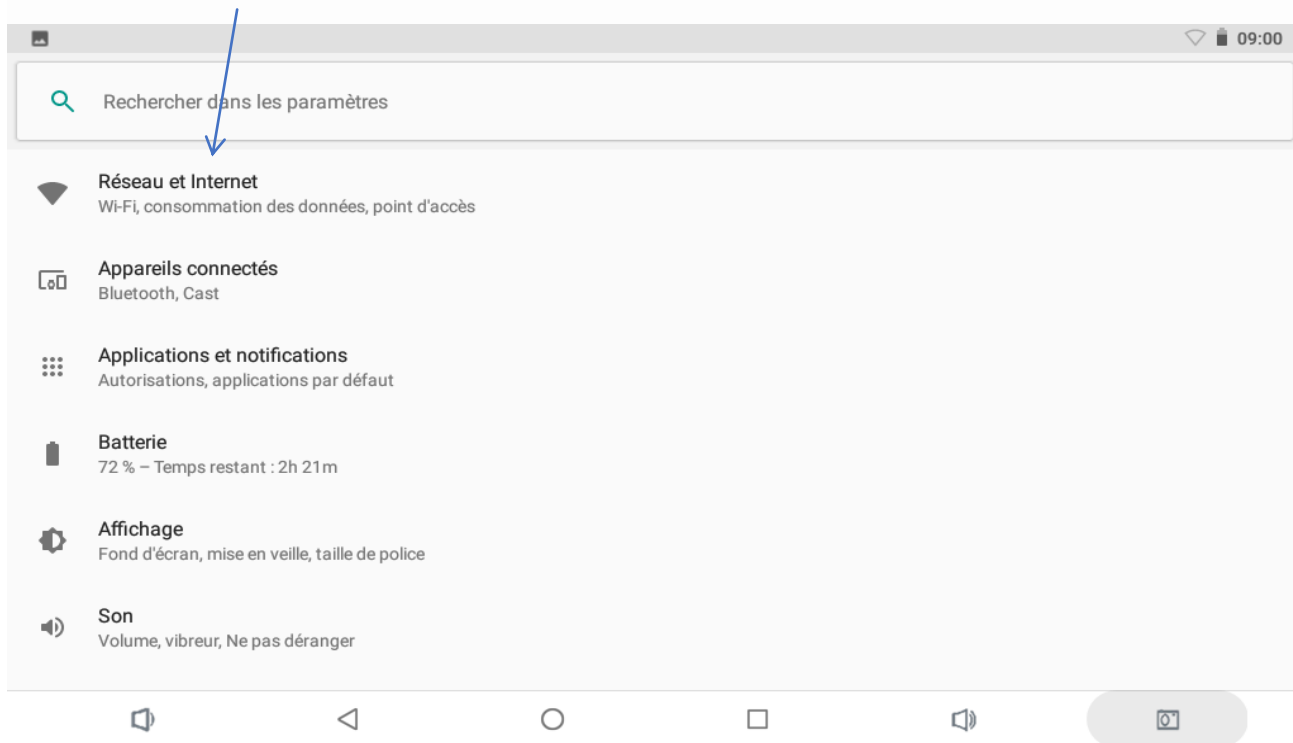 09:00
Rechercher dans les paramètres
Réseau et Internet
Wi-Fi, consommation des données, point d'accès
Appareils connectés
Bluetooth, Cast
Applications et notifications
Autorisations, applications par défaut
Batterie
72 % – Temps restant : 2h 21m
Affichage
Fond d'écran, mise en veille, taille de police
Son
Volume, vibreur, Ne pas déranger